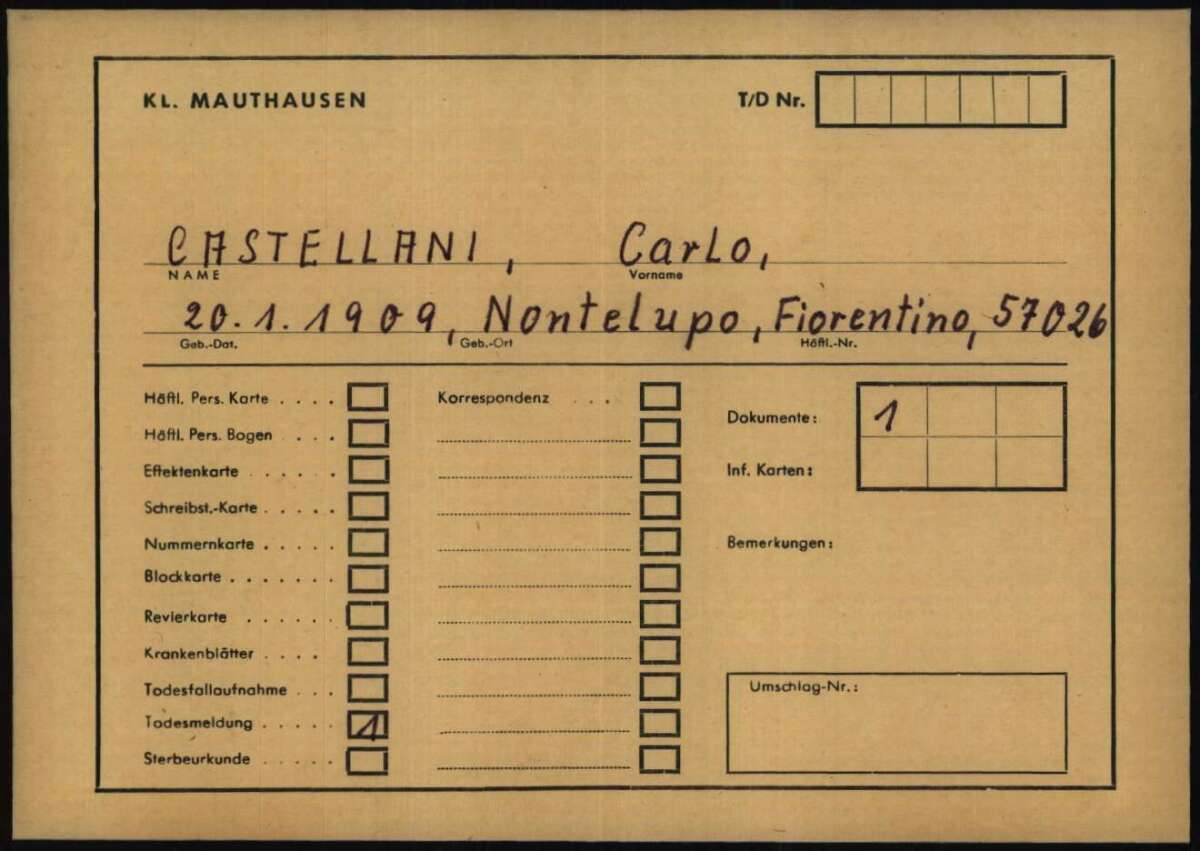 KL. MAUTHAUSEN T/D Nr.
CASTELLANI, Carlo,
NAME Vorname
20.1.1909, Nontelupo, Fiorentino, 57026
Geb.-Dat. Geb.-Ort Häftl.-Nr.
Häftl. Pers. Karte . . . . Korrespondenz . . .
Dokumente: 1
Häftl. Pers. Bogen . . . .
Effektenkarte . . . . . .
Inf. Karten:
Schreibst.-Karte . . . . .
Nummernkarte . . . . .
Bemerkungen:
Blockkarte . . . . . . .
Revierkarte . . . . . .
Krankenblätter . . . .
Todesfallaufnahme . . .
Umschlag-Nr.:
Todesmeldung . . . . . 1
Sterbeurkunde . . . . .